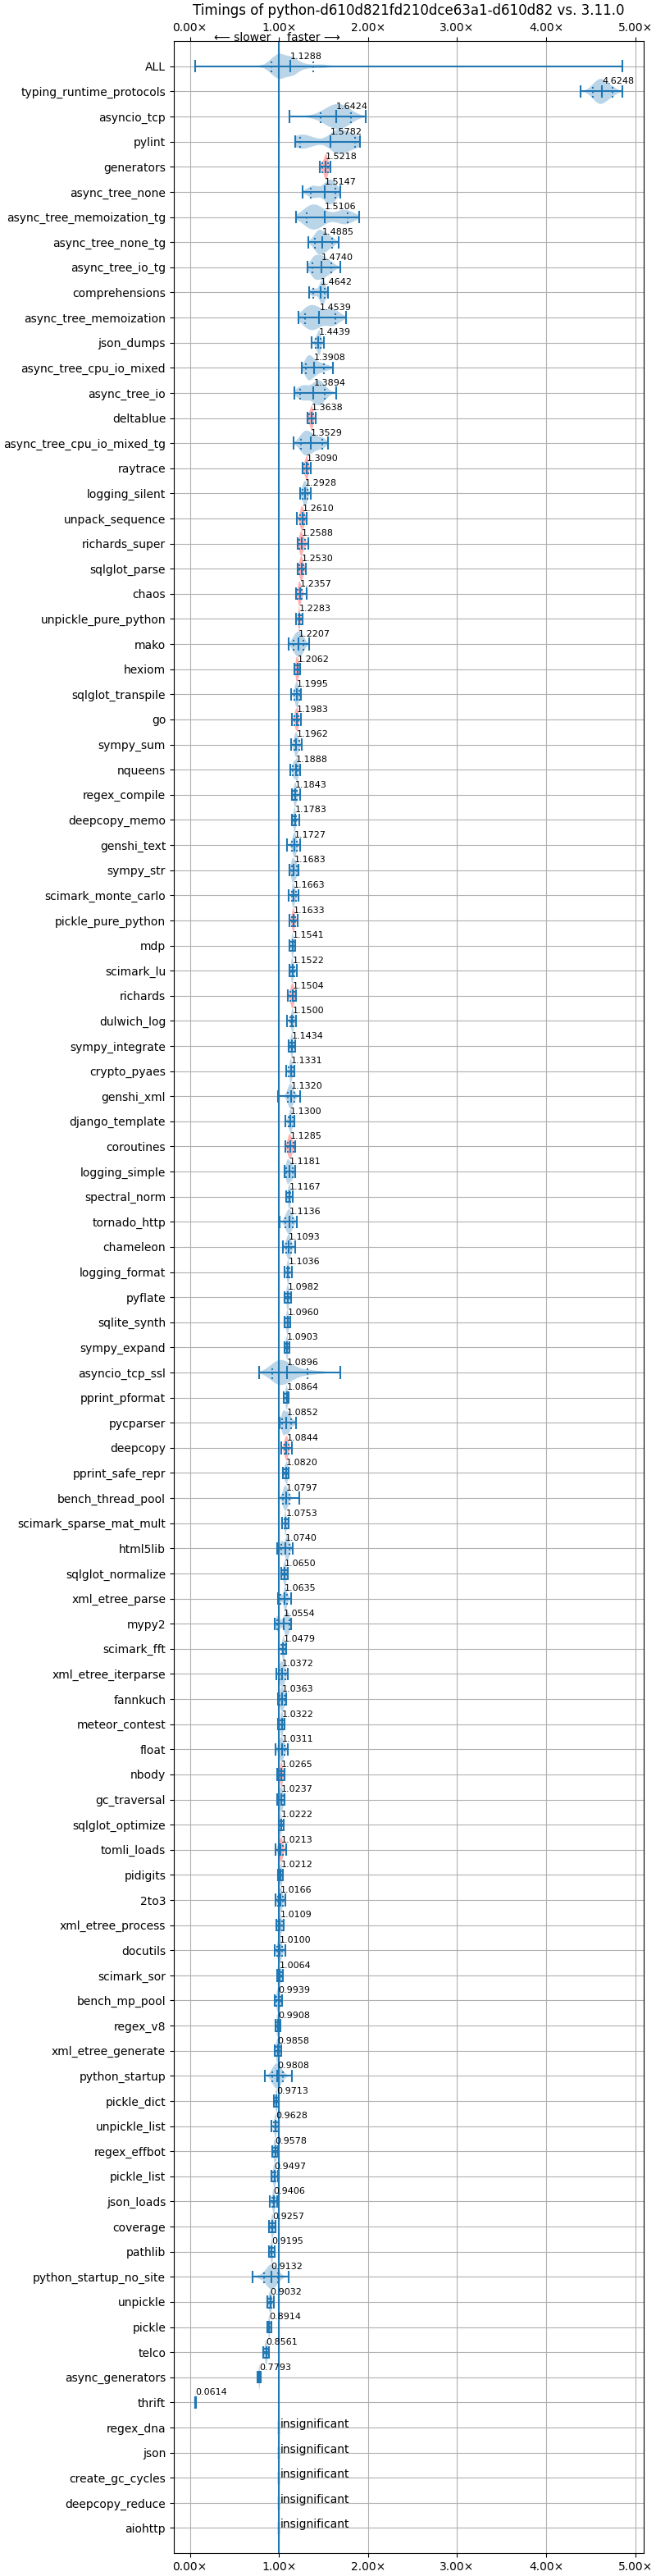 Timings of python-d610d821fd210dce63a1-d610d82 vs. 3.11.0
0.00× 1.00× 2.00× 3.00× 4.00× 5.00×
⟵ slower faster ⟶
ALL 1.1288
typing_runtime_protocols 4.6248
asyncio_tcp 1.6424
pylint 1.5782
generators 1.5218
async_tree_none 1.5147
async_tree_memoization_tg 1.5106
async_tree_none_tg 1.4885
async_tree_io_tg 1.4740
comprehensions 1.4642
async_tree_memoization 1.4539
json_dumps 1.4439
async_tree_cpu_io_mixed 1.3908
async_tree_io 1.3894
deltablue 1.3638
async_tree_cpu_io_mixed_tg 1.3529
raytrace 1.3090
logging_silent 1.2928
unpack_sequence 1.2610
richards_super 1.2588
sqlglot_parse 1.2530
chaos 1.2357
unpickle_pure_python 1.2283
mako 1.2207
hexiom 1.2062
sqlglot_transpile 1.1995
go 1.1983
sympy_sum 1.1962
nqueens 1.1888
regex_compile 1.1843
deepcopy_memo 1.1783
genshi_text 1.1727
sympy_str 1.1683
scimark_monte_carlo 1.1663
pickle_pure_python 1.1633
mdp 1.1541
scimark_lu 1.1522
richards 1.1504
dulwich_log 1.1500
sympy_integrate 1.1434
crypto_pyaes 1.1331
genshi_xml 1.1320
django_template 1.1300
coroutines 1.1285
logging_simple 1.1181
spectral_norm 1.1167
tornado_http 1.1136
chameleon 1.1093
logging_format 1.1036
pyflate 1.0982
sqlite_synth 1.0960
sympy_expand 1.0903
asyncio_tcp_ssl 1.0896
pprint_pformat 1.0864
pycparser 1.0852
deepcopy 1.0844
pprint_safe_repr 1.0820
bench_thread_pool 1.0797
scimark_sparse_mat_mult 1.0753
html5lib 1.0740
sqlglot_normalize 1.0650
xml_etree_parse 1.0635
mypy2 1.0554
scimark_fft 1.0479
xml_etree_iterparse 1.0372
fannkuch 1.0363
meteor_contest 1.0322
float 1.0311
nbody 1.0265
gc_traversal 1.0237
sqlglot_optimize 1.0222
tomli_loads 1.0213
pidigits 1.0212
2to3 1.0166
xml_etree_process 1.0109
docutils 1.0100
scimark_sor 1.0064
bench_mp_pool 0.9939
regex_v8 0.9908
xml_etree_generate 0.9858
python_startup 0.9808
pickle_dict 0.9713
unpickle_list 0.9628
regex_effbot 0.9578
pickle_list 0.9497
json_loads 0.9406
coverage 0.9257
pathlib 0.9195
python_startup_no_site 0.9132
unpickle 0.9032
pickle 0.8914
telco 0.8561
async_generators 0.7793
thrift 0.0614
regex_dna insignificant
json insignificant
create_gc_cycles insignificant
deepcopy_reduce insignificant
aiohttp insignificant
0.00× 1.00× 2.00× 3.00× 4.00× 5.00×